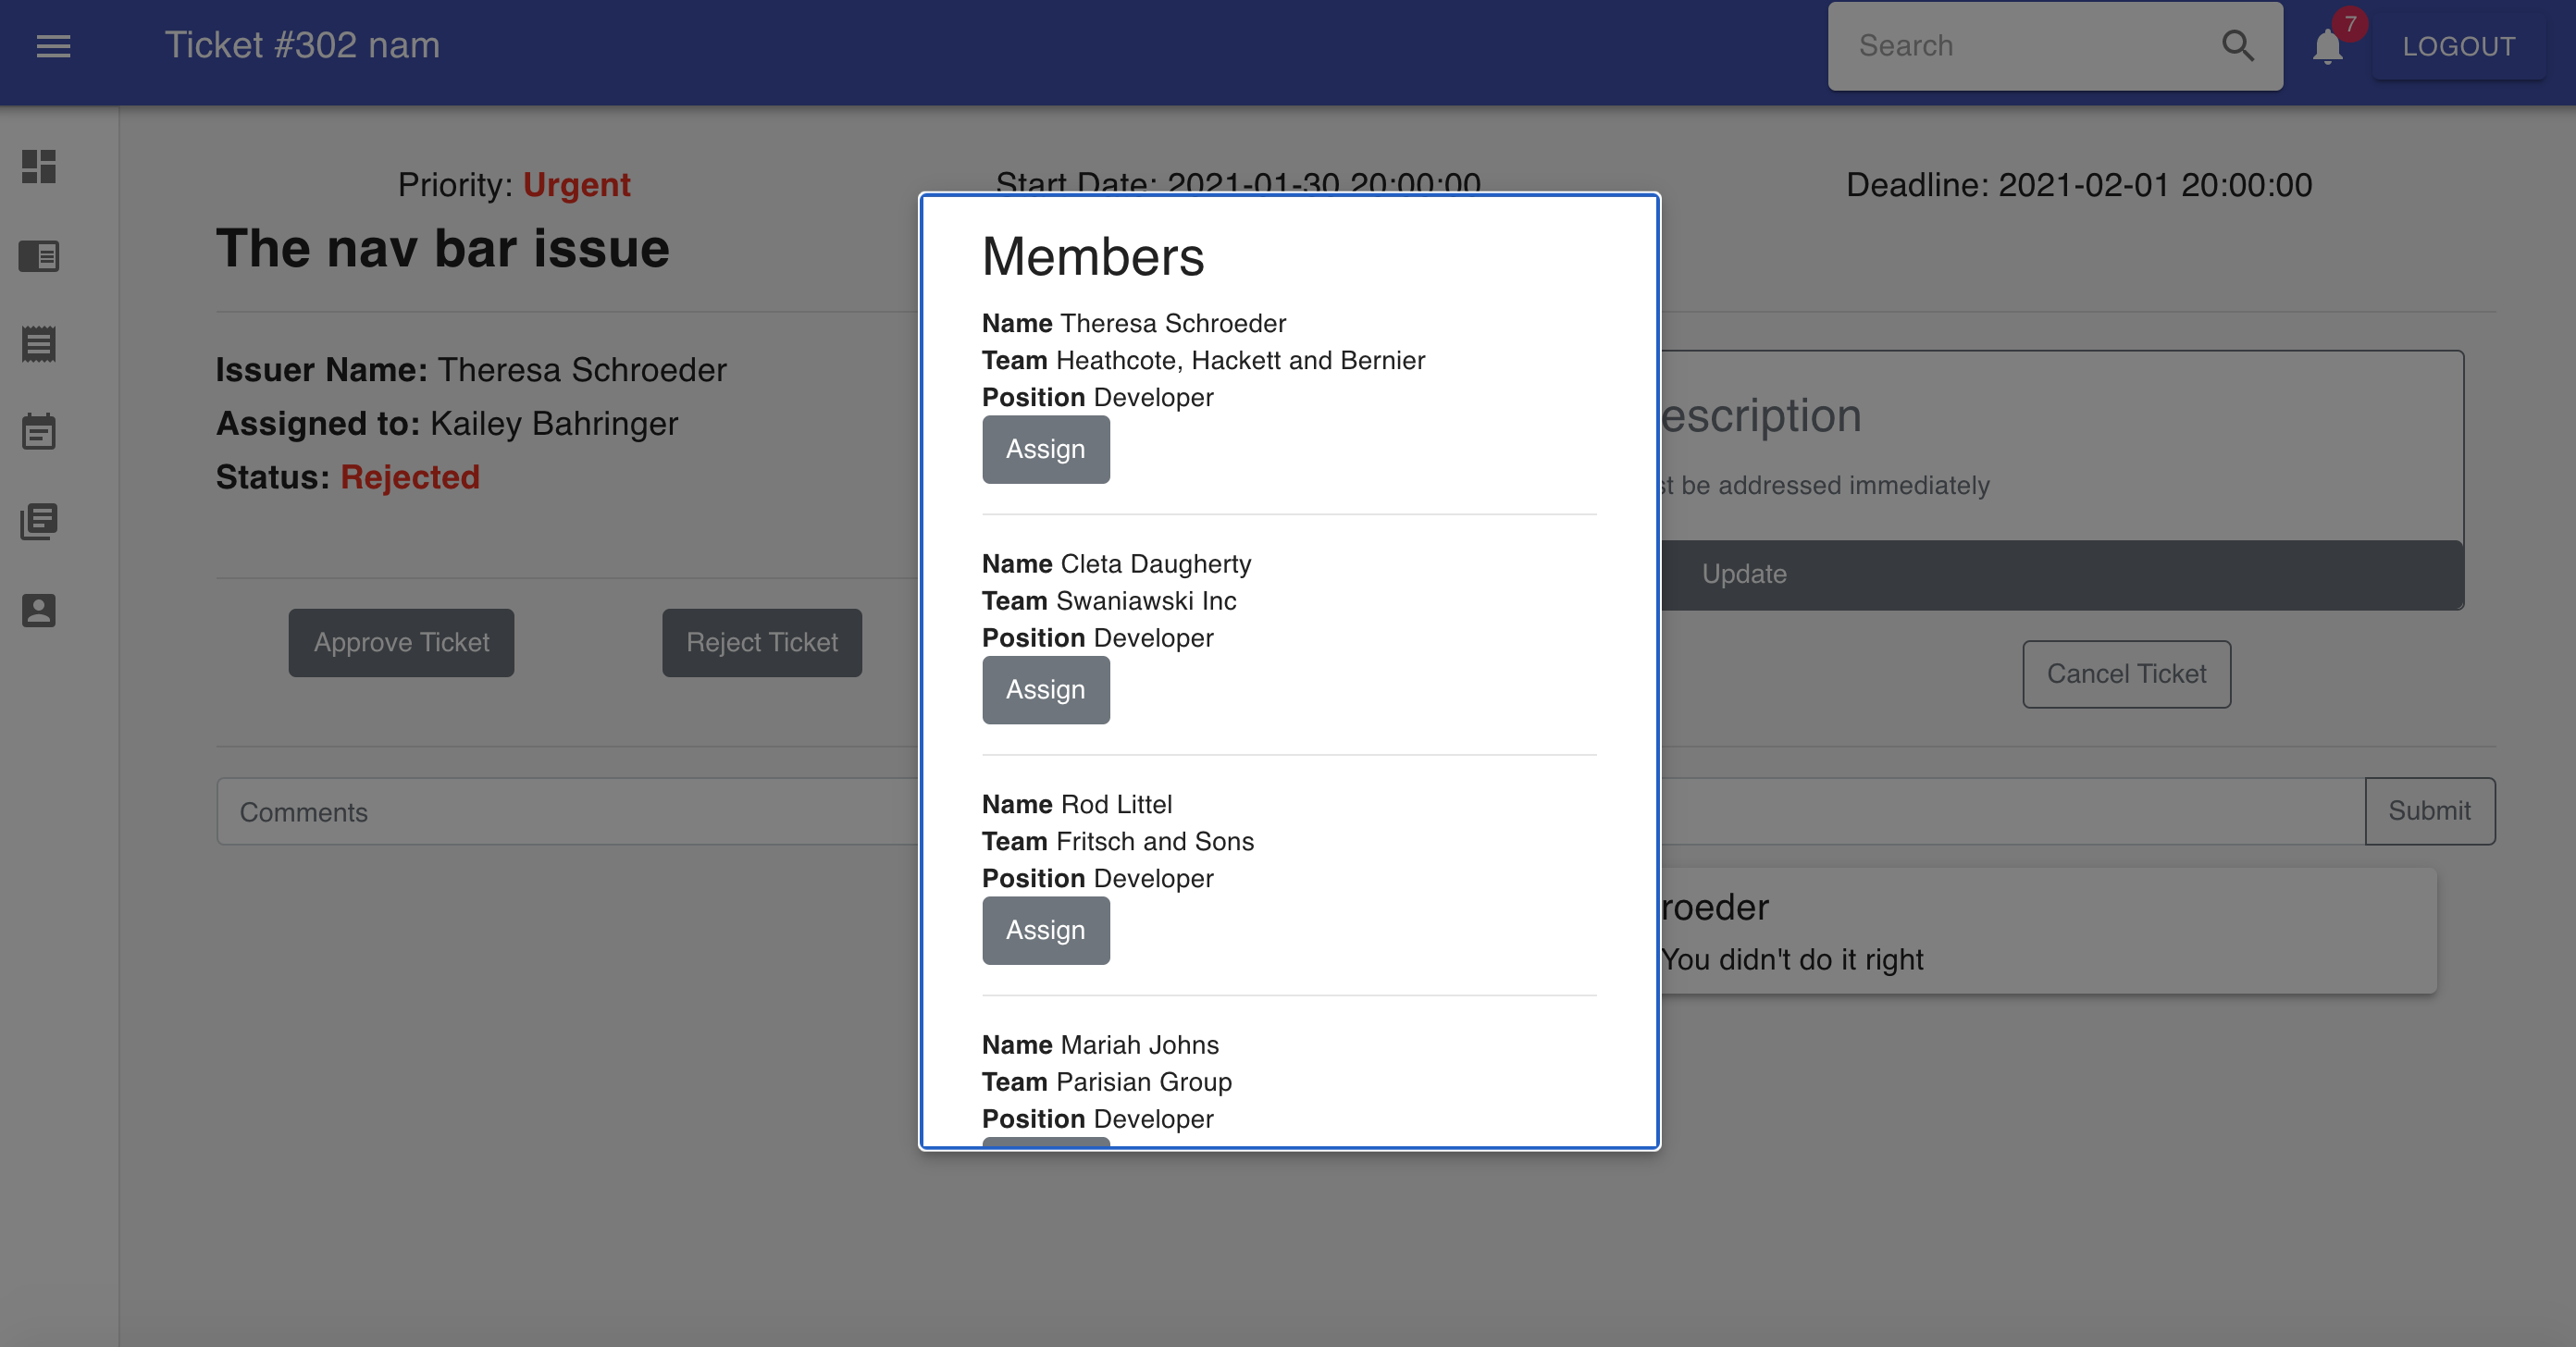 Ticket #302 nam
Search
7
LOGOUT
Priority: Urgent
Start Date: 2021-01-30 20:00:00
Deadline: 2021-02-01 20:00:00
The nav bar issue
Issuer Name: Theresa Schroeder
Assigned to: Kailey Bahringer
Status: Rejected
Approve Ticket
Reject Ticket
escription
be addressed immediately
Update
Cancel Ticket
Comments
Submit
roeder
You didn't do it right
Members
Name Theresa Schroeder
Team Heathcote, Hackett and Bernier
Position Developer
Assign
Name Cleta Daugherty
Team Swaniawski Inc
Position Developer
Assign
Name Rod Littel
Team Fritsch and Sons
Position Developer
Assign
Name Mariah Johns
Team Parisian Group
Position Developer